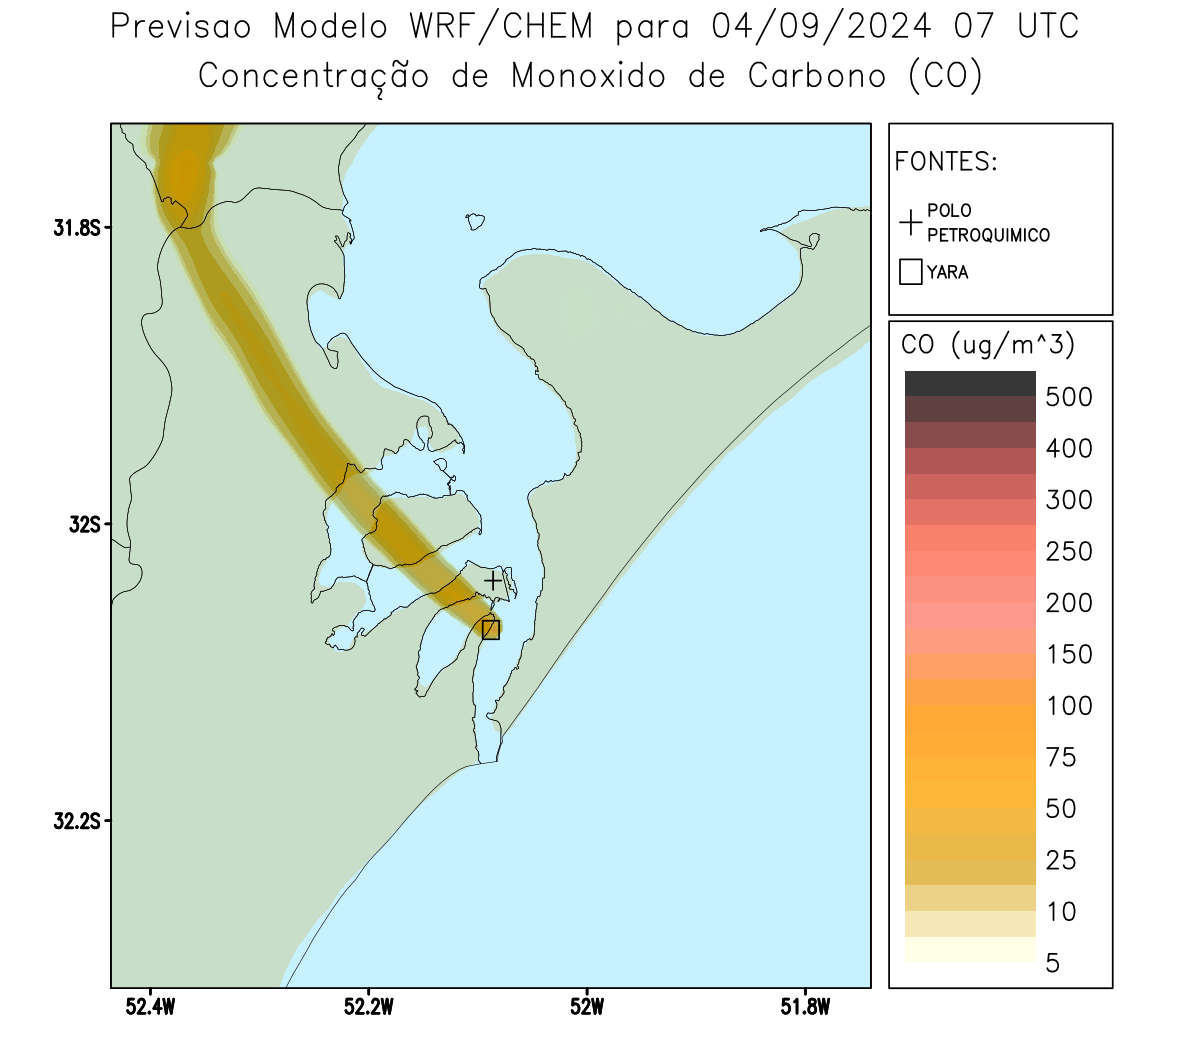 Previsao Modelo WRF/CHEM para 04/09/2024 07 UTC
Concentração de Monoxido de Carbono (CO)
FONTES:
POLO
PETROQUIMICO
YARA
CO (ug/m^3)
500
400
300
250
200
150
100
75
50
25
10
5
31.8S
32S
32.2S
52.4W
52.2W
52W
51.8W